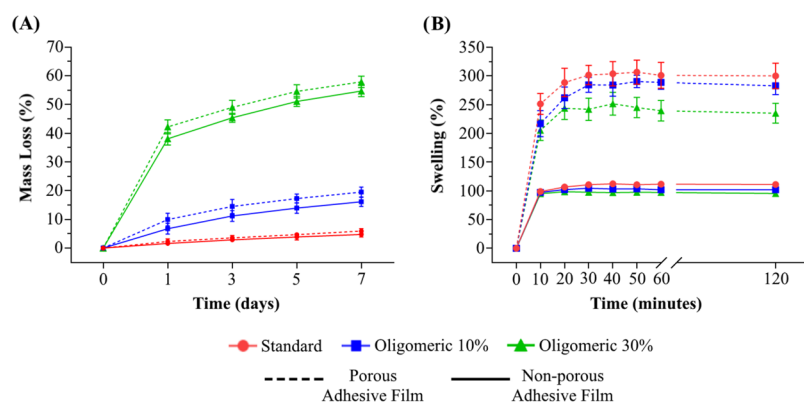 (A)
Mass Loss (%)
70
60
50
40
30
20
10
0
0 1 3 5 7
Time (days)
(B)
Swelling (%)
350
300
250
200
150
100
50
0
0 10 20 30 40 50 60 120
Time (minutes)
Standard Oligomeric 10% Oligomeric 30%
Porous
Adhesive Film
Non-porous
Adhesive Film